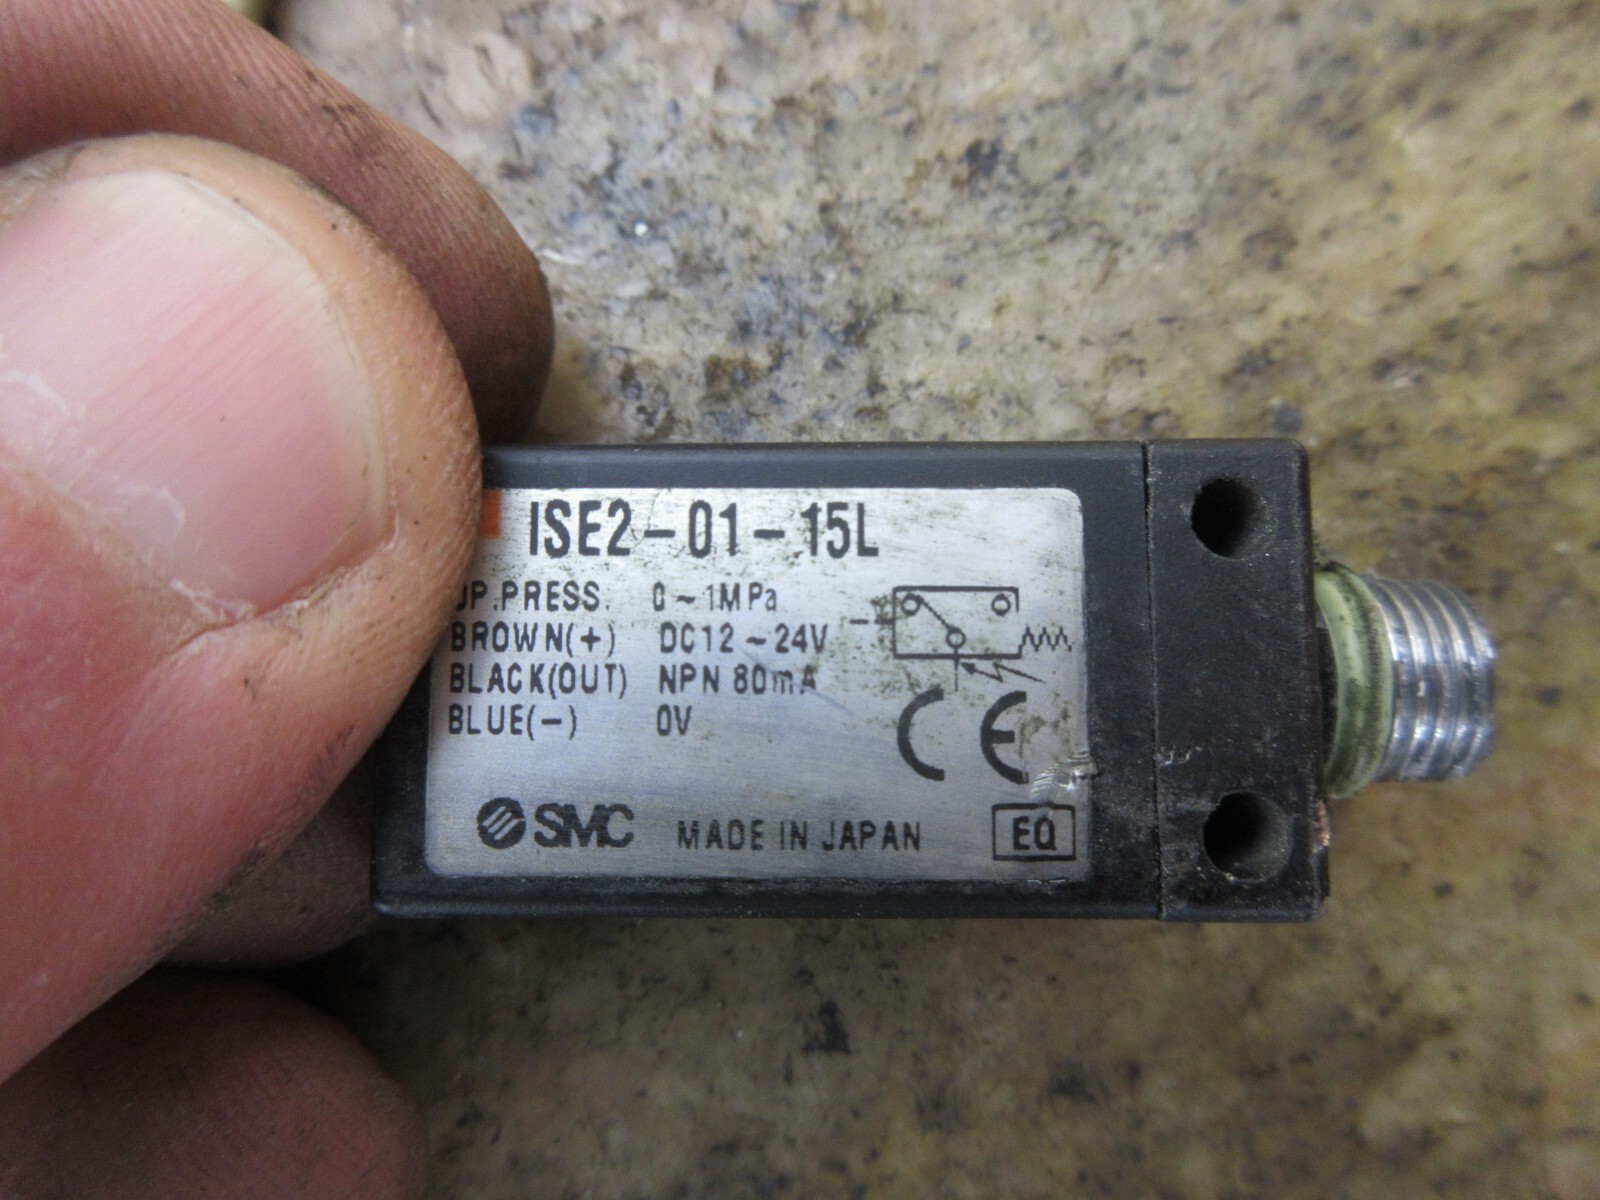 ISE2-01-15L
OP.PRESS. 0~1MPa
BROWN(+) DC12~24V
BLACK(OUT) NPN 80mA
BLUE(-) 0V
CE
SMC MADE IN JAPAN EQ